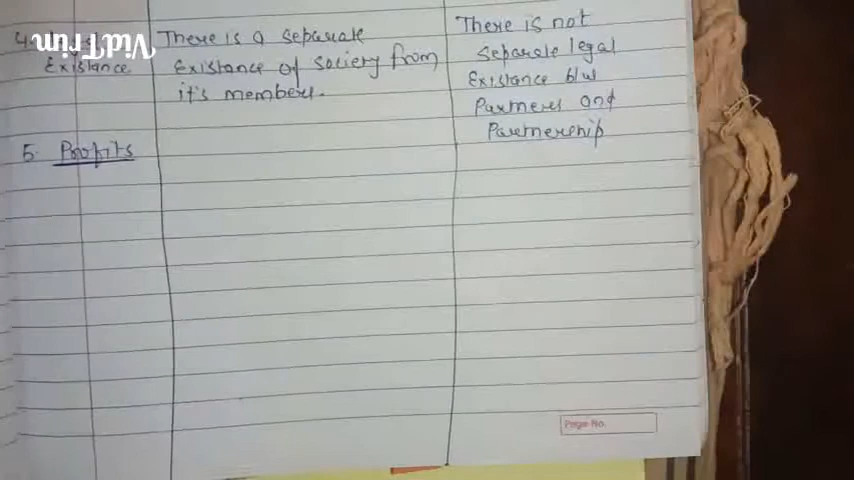 4.
Existance
There is a separate
Existance of society from
it's members.
There is not
separate legal
Existance b/w
Partners and
Partnership
5. Profits
Page No.
VidTrim